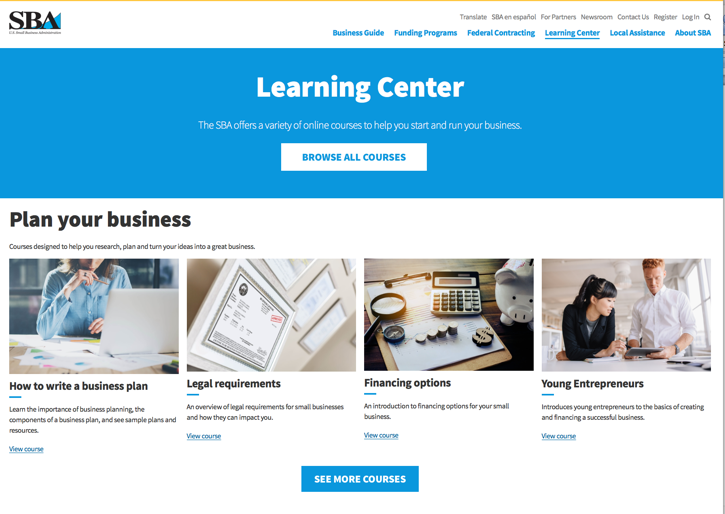 SBA
U.S. Small Business Administration
Translate SBA en español For Partners Newsroom Contact Us Register Log In
Business Guide Funding Programs Federal Contracting Learning Center Local Assistance About SBA
Learning Center
The SBA offers a variety of online courses to help you start and run your business.
BROWSE ALL COURSES
Plan your business
Courses designed to help you research, plan and turn your ideas into a great business.
How to write a business plan
Learn the importance of business planning, the
components of a business plan, and see sample plans and
resources.
View course
Legal requirements
An overview of legal requirements for small businesses
and how they can impact you.
View course
Financing options
An introduction to financing options for your small
business.
View course
Young Entrepreneurs
Introduces young entrepreneurs to the basics of creating
and financing a successful business.
View course
SEE MORE COURSES